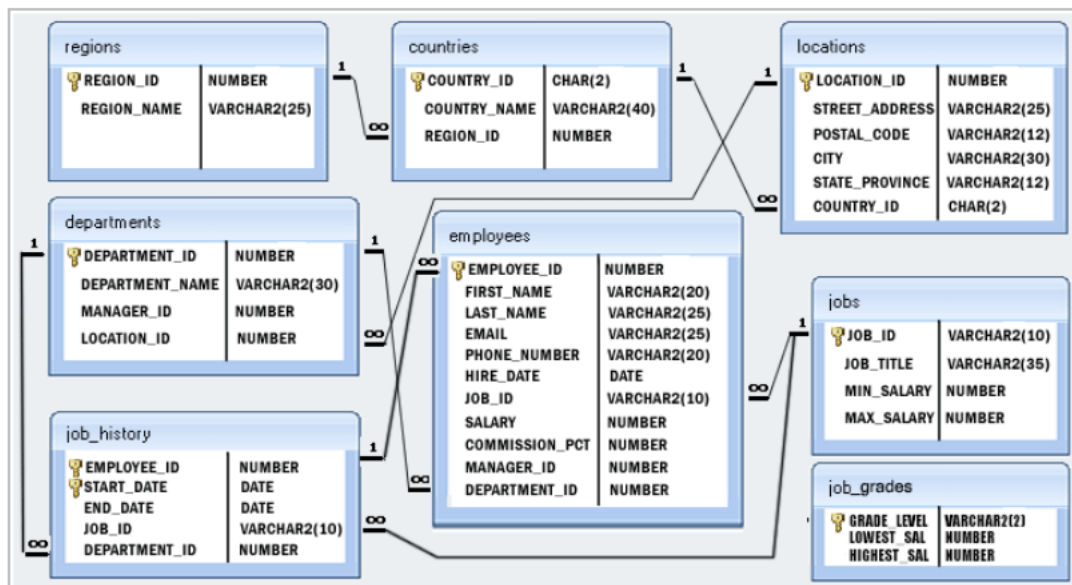 regions
REGION_ID NUMBER
REGION_NAME VARCHAR2(25)
1
∞
countries
COUNTRY_ID CHAR(2)
COUNTRY_NAME VARCHAR2(40)
REGION_ID NUMBER
1
∞
locations
1
LOCATION_ID NUMBER
STREET_ADDRESS VARCHAR2(25)
POSTAL_CODE VARCHAR2(12)
CITY VARCHAR2(30)
STATE_PROVINCE VARCHAR2(12)
COUNTRY_ID CHAR(2)
∞
departments
1
DEPARTMENT_ID NUMBER
DEPARTMENT_NAME VARCHAR2(30)
MANAGER_ID NUMBER
LOCATION_ID NUMBER
1
∞
employees
∞
EMPLOYEE_ID NUMBER
FIRST_NAME VARCHAR2(20)
LAST_NAME VARCHAR2(25)
EMAIL VARCHAR2(25)
PHONE_NUMBER VARCHAR2(20)
HIRE_DATE DATE
JOB_ID VARCHAR2(10)
SALARY NUMBER
COMMISSION_PCT NUMBER
MANAGER_ID NUMBER
DEPARTMENT_ID NUMBER
∞
∞
jobs
1
JOB_ID VARCHAR2(10)
JOB_TITLE VARCHAR2(35)
MIN_SALARY NUMBER
MAX_SALARY NUMBER
job_history
1
EMPLOYEE_ID NUMBER
START_DATE DATE
END_DATE DATE
JOB_ID VARCHAR2(10)
DEPARTMENT_ID NUMBER
∞
∞
job_grades
GRADE_LEVEL VARCHAR2(2)
LOWEST_SAL NUMBER
HIGHEST_SAL NUMBER